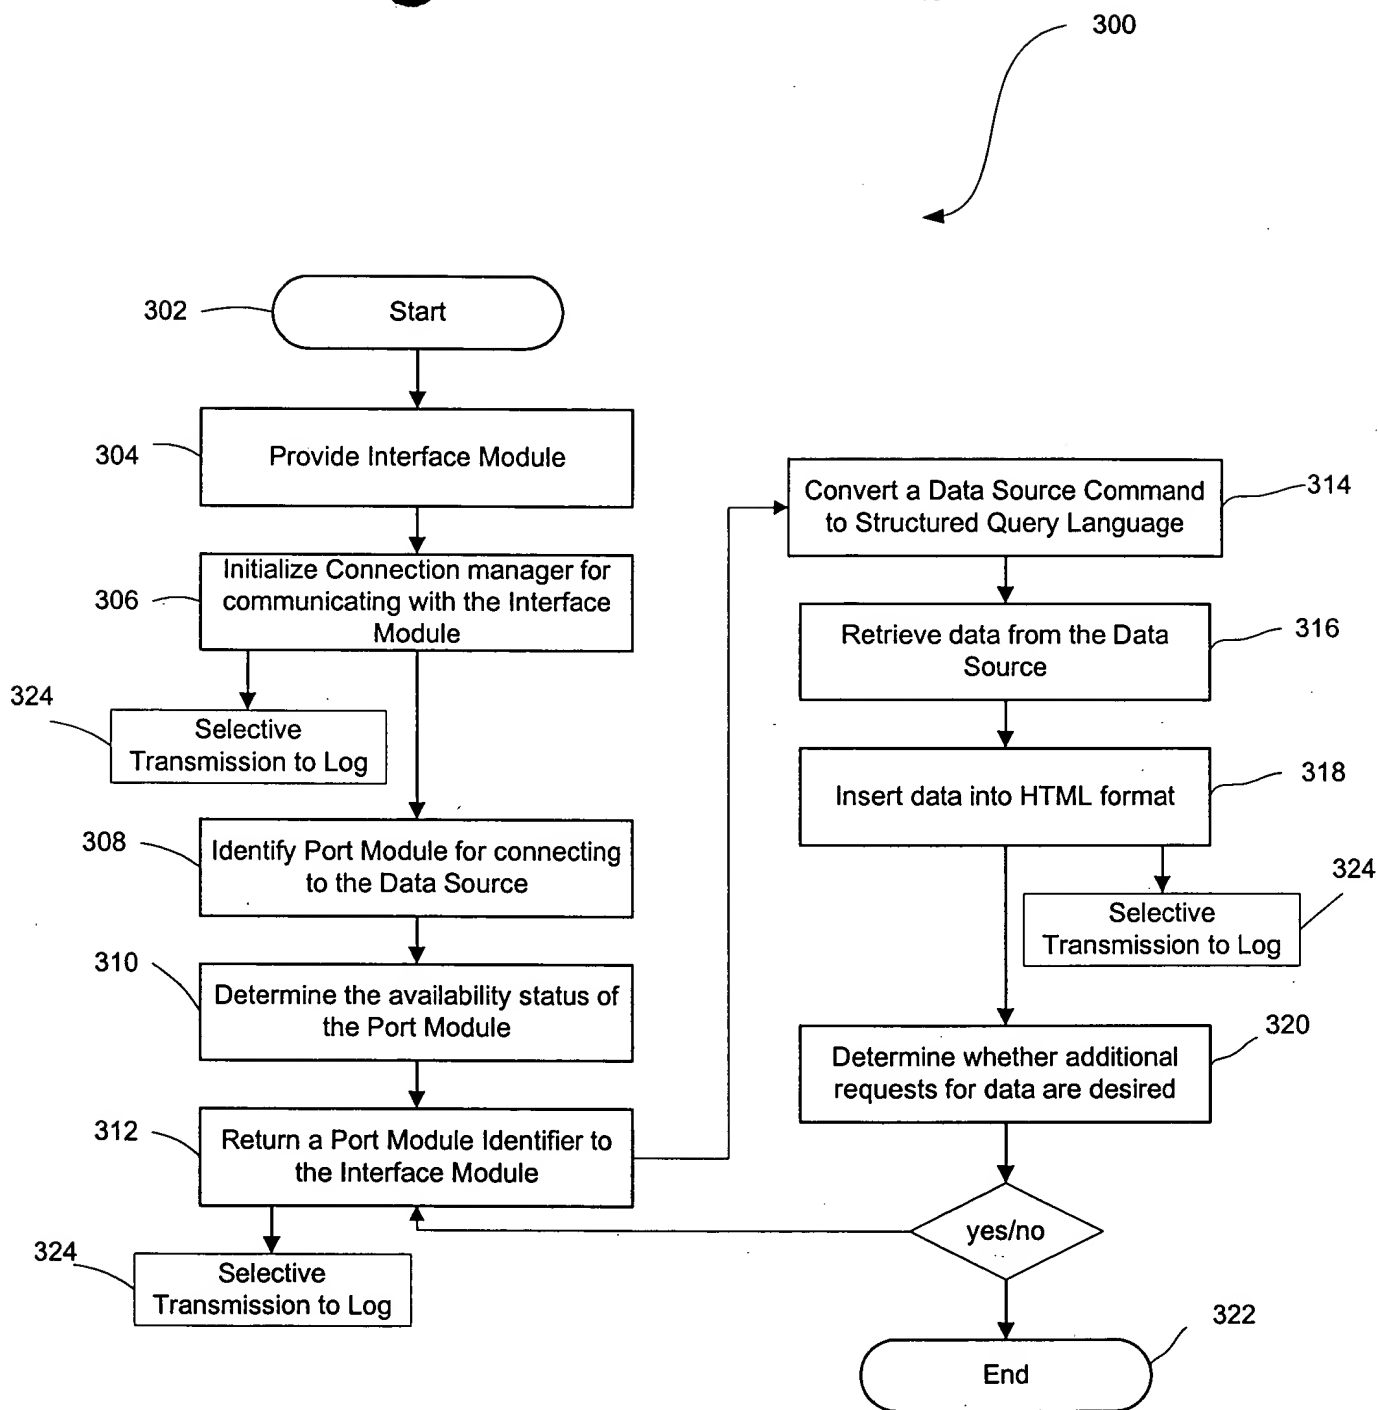 300
302
Start
304
Provide Interface Module
306
Initialize Connection manager for
communicating with the Interface
Module
324
Selective
Transmission to Log
308
Identify Port Module for connecting
to the Data Source
310
Determine the availability status of
the Port Module
312
Return a Port Module Identifier to
the Interface Module
324
Selective
Transmission to Log
314
Convert a Data Source Command
to Structured Query Language
316
Retrieve data from the Data
Source
318
Insert data into HTML format
324
Selective
Transmission to Log
320
Determine whether additional
requests for data are desired
yes/no
322
End